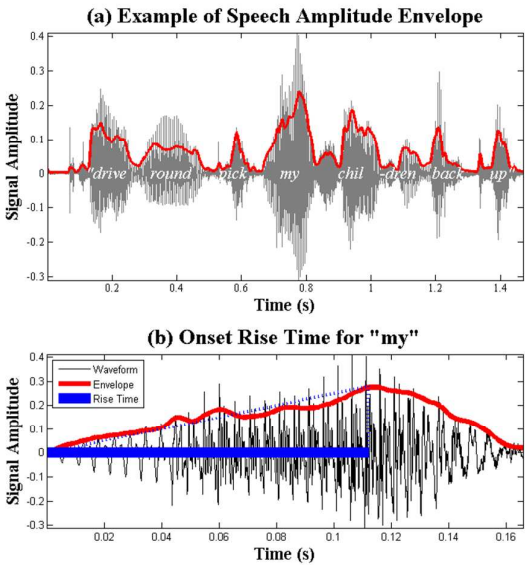 (a) Example of Speech Amplitude Envelope
Signal Amplitude
0.4
0.3
0.2
0.1
0
-0.1
-0.2
-0.3
"drive round pick my chil -dren back up
0.2 0.4 0.6 0.8 1 1.2 1.4
Time (s)
(b) Onset Rise Time for "my"
Signal Amplitude
0.4
0.3
0.2
0.1
0
-0.1
-0.2
-0.3
Waveform
Envelope
Rise Time
0 0.02 0.04 0.06 0.08 0.10 0.12 0.14 0.16
Time (s)